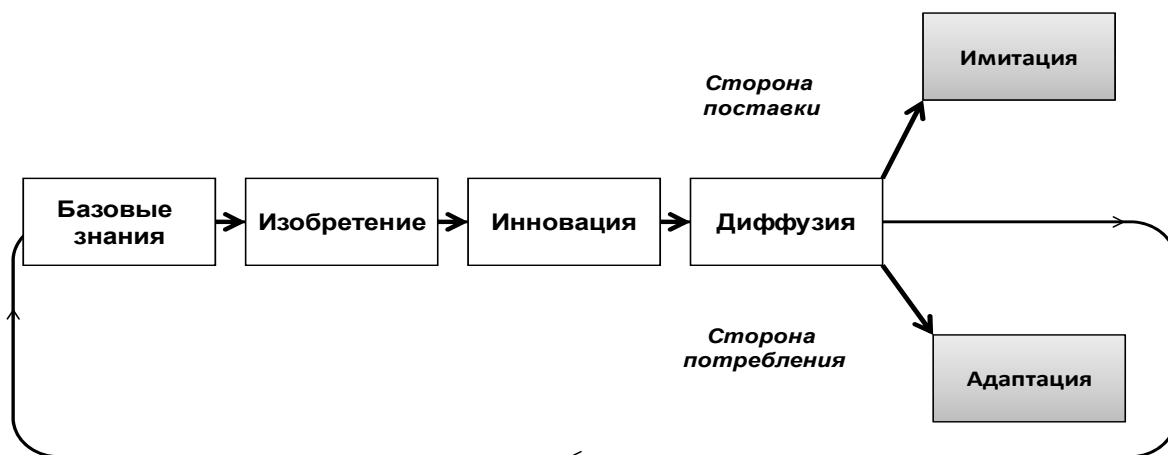 Имитация
Сторона
поставки
Базовые
знания
Изобретение
Инновация
Диффузия
Сторона
потребления
Адаптация